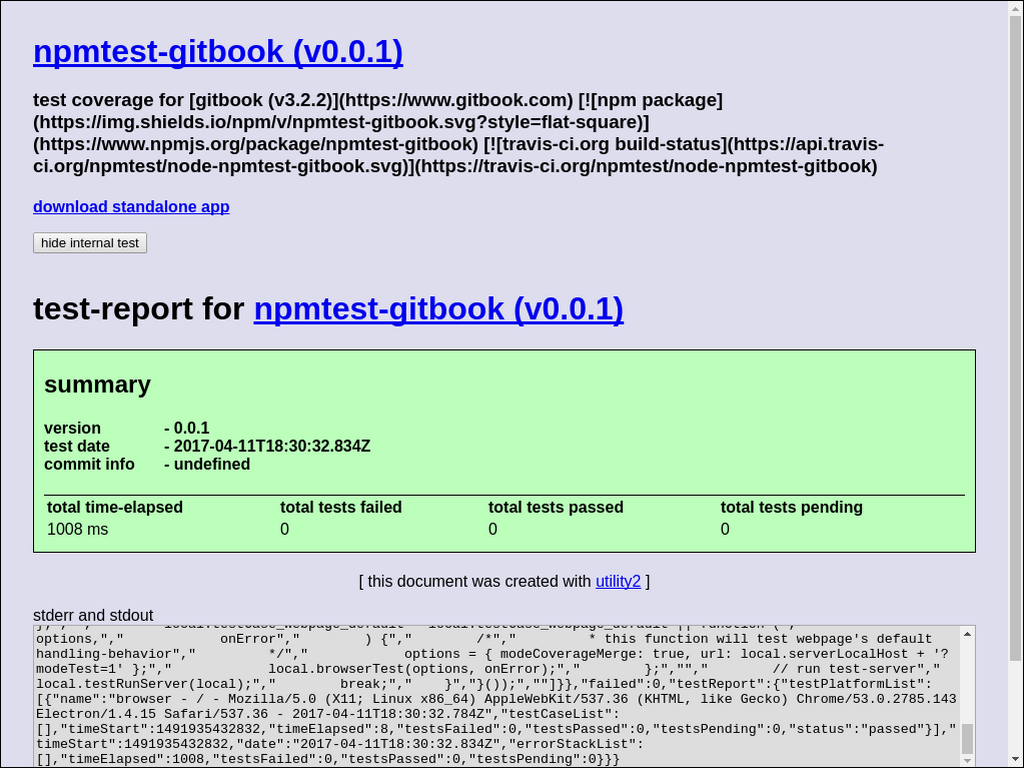 npmtest-gitbook (v0.0.1)
test coverage for [gitbook (v3.2.2)](https://www.gitbook.com) [![npm package]
(https://img.shields.io/npm/v/npmtest-gitbook.svg?style=flat-square)]
(https://www.npmjs.org/package/npmtest-gitbook) [![travis-ci.org build-status](https://api.travis-
ci.org/npmtest/node-npmtest-gitbook.svg)](https://travis-ci.org/npmtest/node-npmtest-gitbook)
download standalone app
hide internal test
test-report for npmtest-gitbook (v0.0.1)
summary
version - 0.0.1
test date - 2017-04-11T18:30:32.834Z
commit info - undefined
total time-elapsed total tests failed total tests passed total tests pending
1008 ms 0 0 0
[ this document was created with utility2 ]
stderr and stdout
options,","            onError","        ) {","        /*","         * this function will test webpage's default
handling-behavior","         */","            options = { modeCoverageMerge: true, url: local.serverLocalHost + '?
modeTest=1' };","            local.browserTest(options, onError);","        };","","        // run test-server","
local.testRunServer(local);","        break;","    }","}());",""]}},"failed":0,"testReport":{"testPlatformList":
[{"name":"browser - / - Mozilla/5.0 (X11; Linux x86_64) AppleWebKit/537.36 (KHTML, like Gecko) Chrome/53.0.2785.143
Electron/1.4.15 Safari/537.36 - 2017-04-11T18:30:32.784Z","testCaseList":
[],"timeStart":1491935432832,"timeElapsed":8,"testsFailed":0,"testsPassed":0,"testsPending":0,"status":"passed"}],"
timeStart":1491935432832,"date":"2017-04-11T18:30:32.834Z","errorStackList":
[],"timeElapsed":1008,"testsFailed":0,"testsPassed":0,"testsPending":0}}}